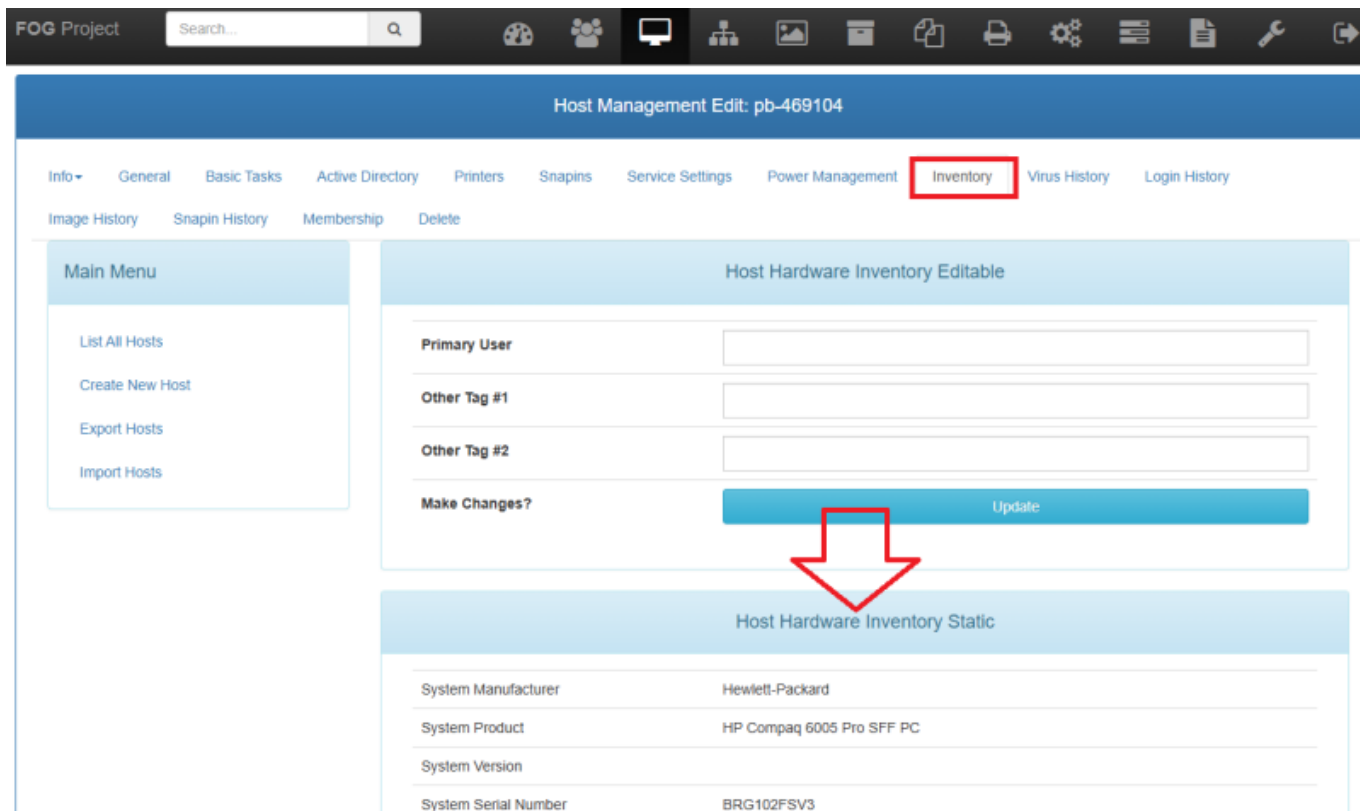 FOG Project Search...
Host Management Edit: pb-469104
Info General Basic Tasks Active Directory Printers Snapins Service Settings Power Management Inventory Virus History Login History
Image History Snapin History Membership Delete
Main Menu
List All Hosts
Create New Host
Export Hosts
Import Hosts
Host Hardware Inventory Editable
Primary User
Other Tag #1
Other Tag #2
Make Changes? Update
Host Hardware Inventory Static
System Manufacturer Hewlett-Packard
System Product HP Compaq 6005 Pro SFF PC
System Version
System Serial Number BRG102FSV3